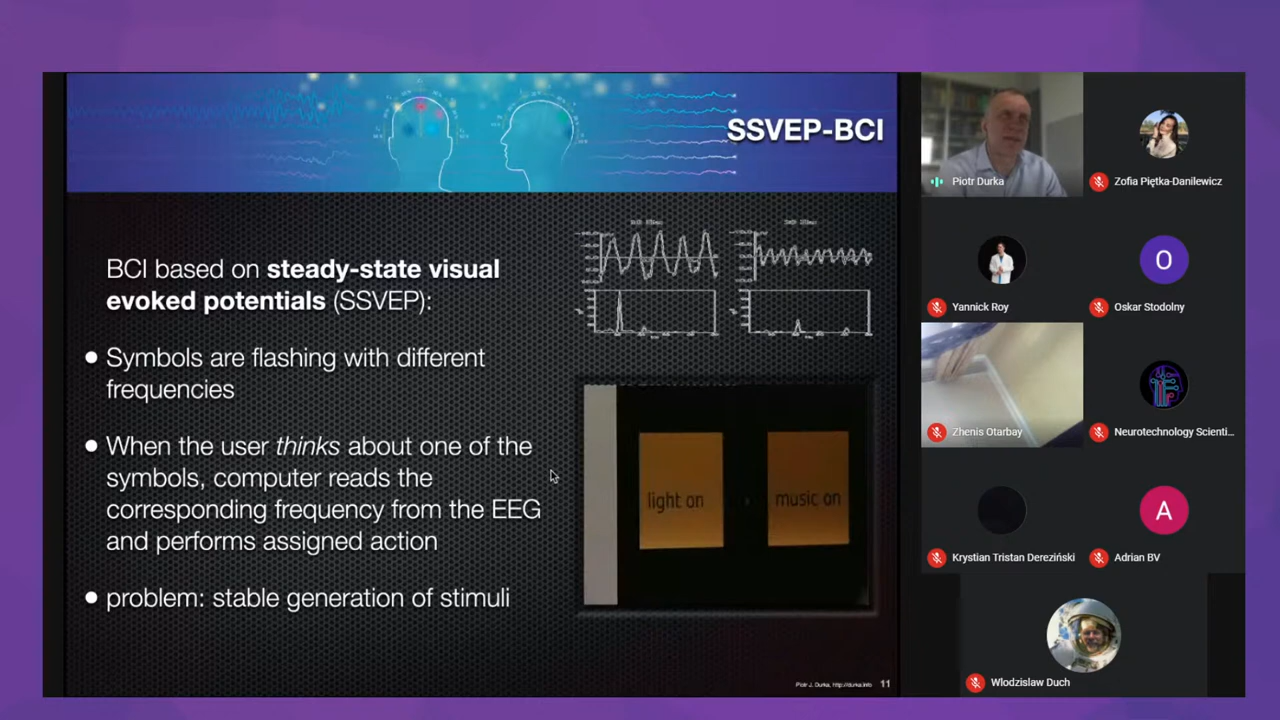 SSVEP-BCI
BCI based on steady-state visual
evoked potentials (SSVEP):
● Symbols are flashing with different
frequencies
● When the user thinks about one of the
symbols, computer reads the
corresponding frequency from the EEG
and performs assigned action
● problem: stable generation of stimuli
light on
music on
Piotr J. Durka, http://durka.info 11
Piotr Durka
Zofia Piętka-Danilewicz
Yannick Roy
O
Oskar Stodolny
Zhenis Otarbay
Neurotechnology Scienti...
Krystian Tristan Dereziński
A
Adrian BV
Wlodzislaw Duch